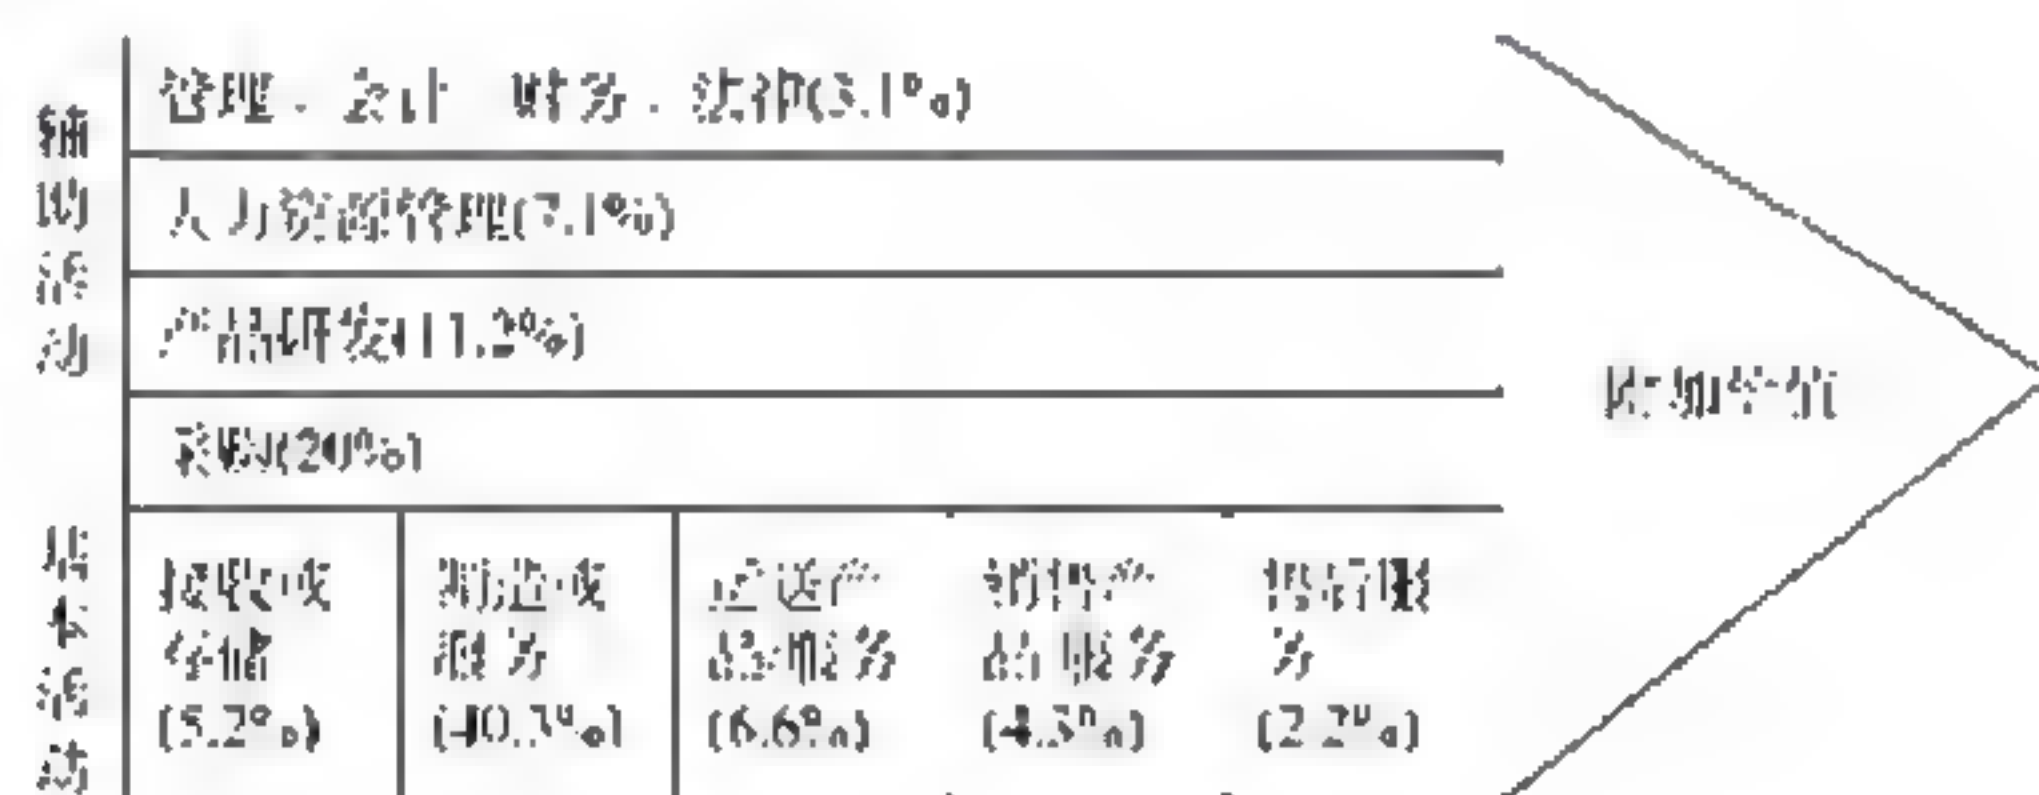 辅助活动
管理、会计、财务、法律(3.1%)
人力资源管理(7.1%)
产品研发(11.2%)
采购(20%)
附加价值
基本活动
接收或
存储
(5.2%)
制造或
服务
(40.3%)
运送产
品或服务
(6.6%)
销售产
品或服务
(4.3%)
售后服
务
(2.2%)